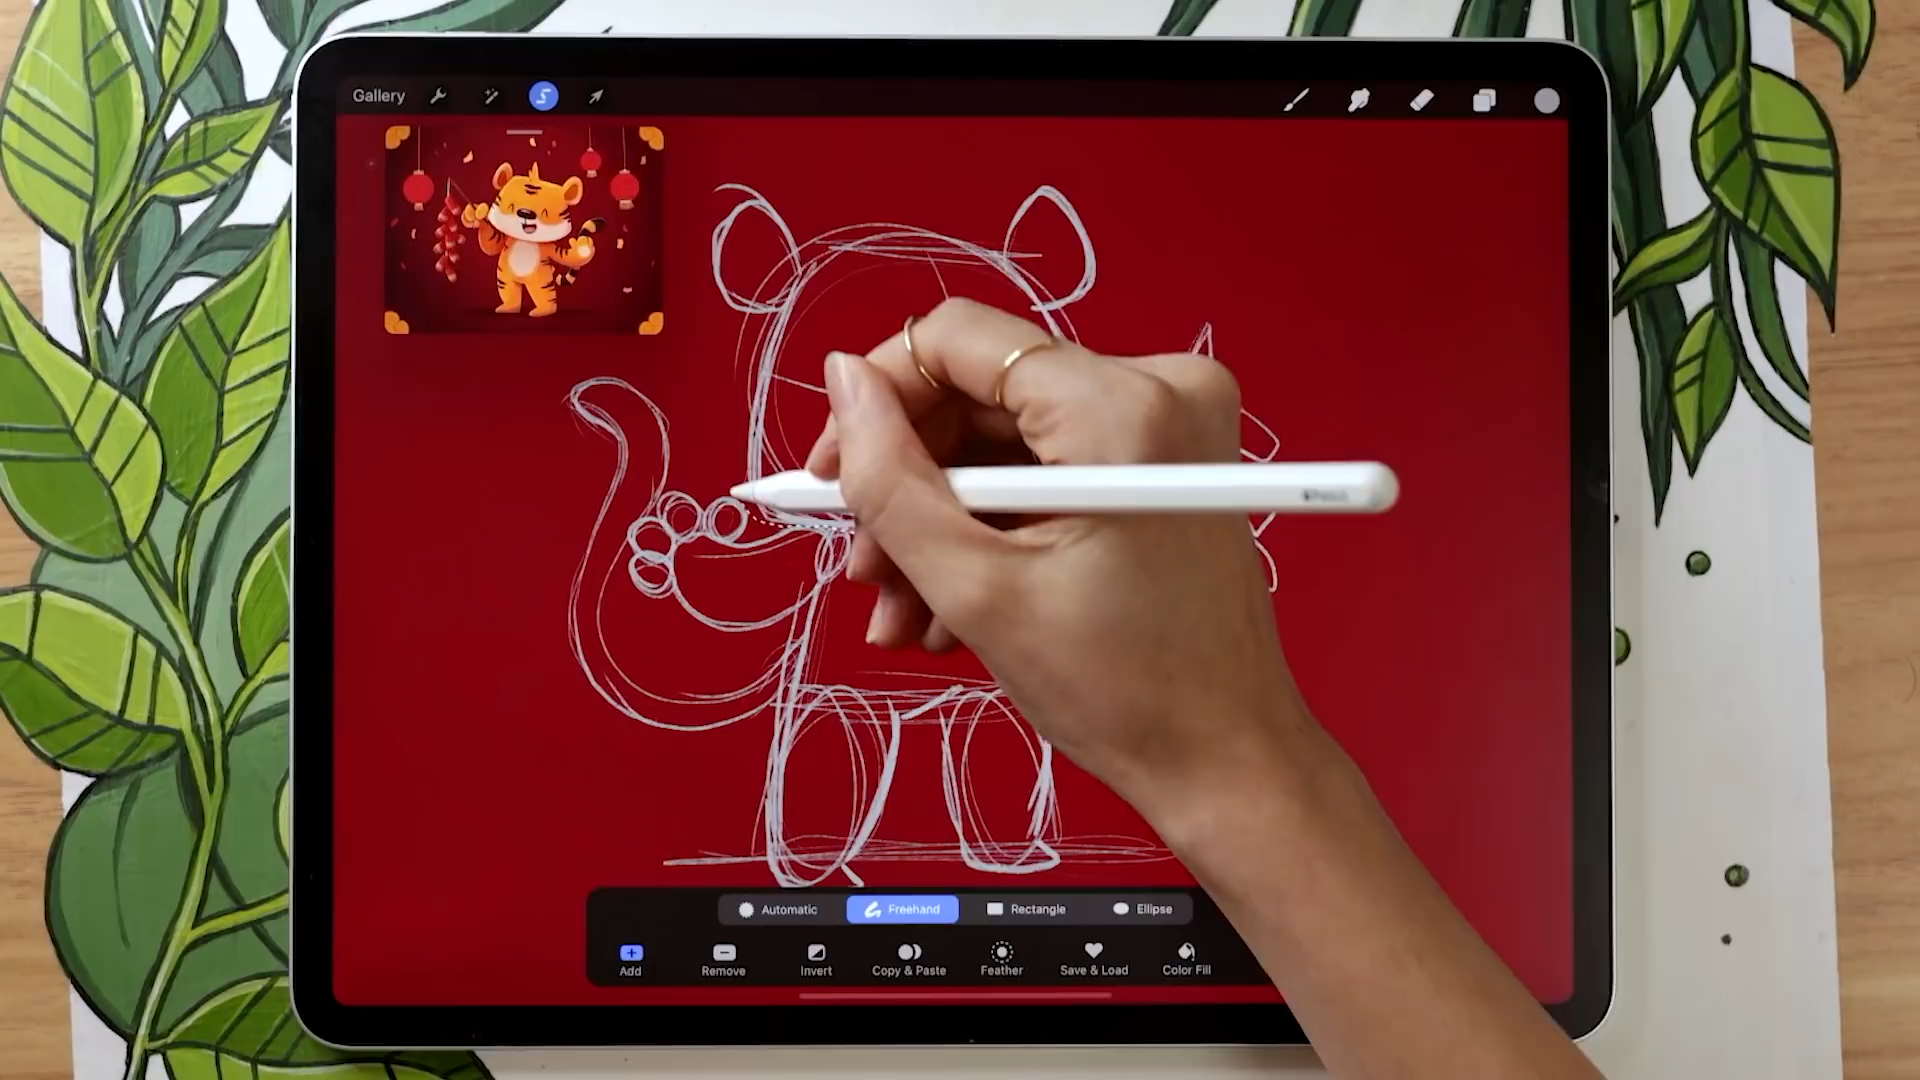 Gallery
Automatic Freehand Rectangle Ellipse
Add Remove Invert Copy & Paste Feather Save & Load Color Fill